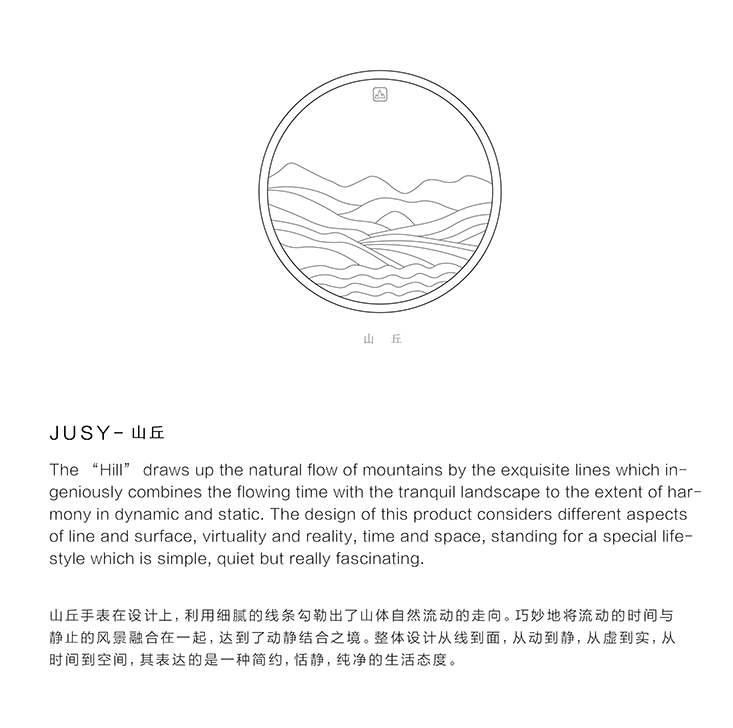 山 丘
JUSY-山丘
The “Hill” draws up the natural flow of mountains by the exquisite lines which in-
geniously combines the flowing time with the tranquil landscape to the extent of har-
mony in dynamic and static. The design of this product considers different aspects
of line and surface, virtuality and reality, time and space, standing for a special life-
style which is simple, quiet but really fascinating.
山丘手表在设计上，利用细腻的线条勾勒出了山体自然流动的走向。巧妙地将流动的时间与
静止的风景融合在一起，达到了动静结合之境。整体设计从线到面，从动到静，从虚到实，从
时间到空间，其表达的是一种简约，恬静，纯净的生活态度。